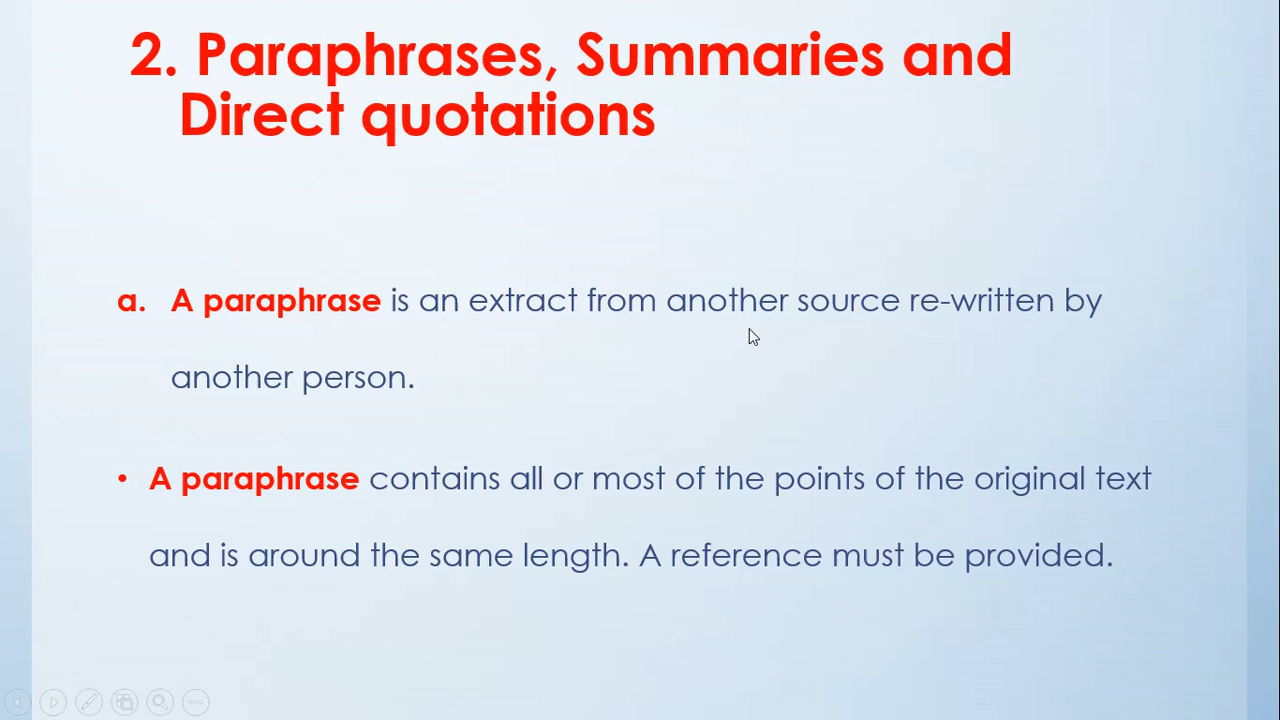 2. Paraphrases, Summaries and
Direct quotations
a. A paraphrase is an extract from another source re-written by
another person.
• A paraphrase contains all or most of the points of the original text
and is around the same length. A reference must be provided.